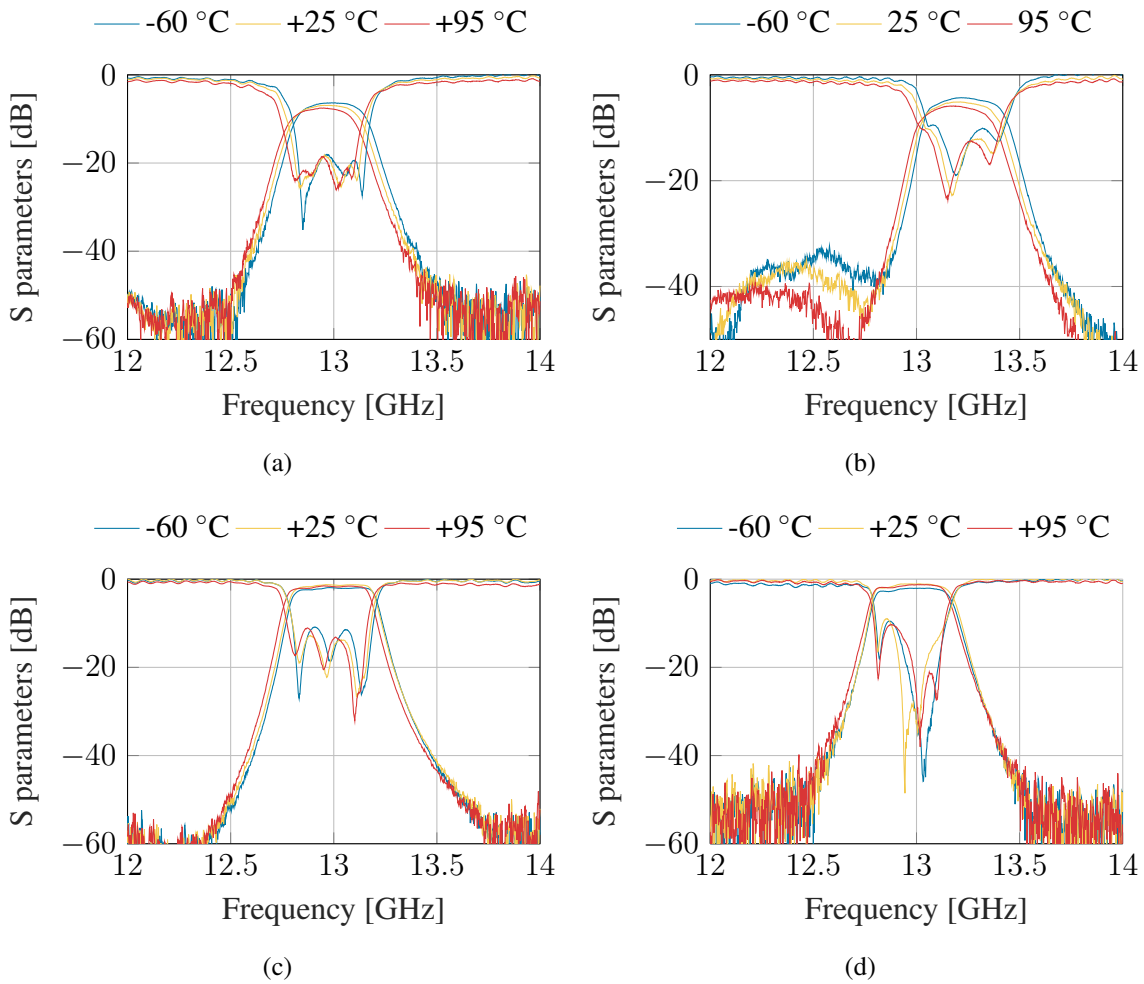 -60 °C +25 °C +95 °C
0
−20
−40
−60
12 12.5 13 13.5 14
S parameters [dB]
Frequency [GHz]
(a)
-60 °C 25 °C 95 °C
0
−20
−40
12 12.5 13 13.5 14
S parameters [dB]
Frequency [GHz]
(b)
-60 °C +25 °C +95 °C
0
−20
−40
−60
12 12.5 13 13.5 14
S parameters [dB]
Frequency [GHz]
(c)
-60 °C +25 °C +95 °C
0
−20
−40
−60
12 12.5 13 13.5 14
S parameters [dB]
Frequency [GHz]
(d)